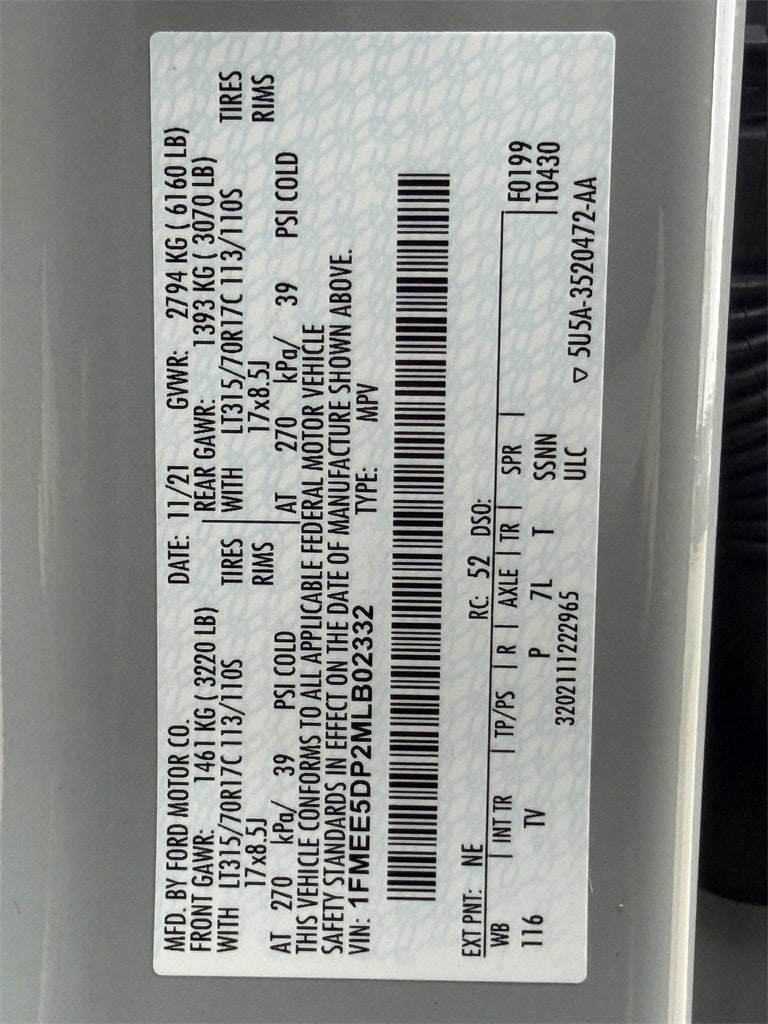 MFD. BY FORD MOTOR CO.
DATE: 11/21 GVWR: 2794 KG ( 6160 LB)
FRONT GAWR: 1461 KG ( 3220 LB)
REAR GAWR: 1393 KG ( 3070 LB)
WITH LT315/70R17C 113/110S TIRES
WITH LT315/70R17C 113/110S TIRES
17x8.5J RIMS
17x8.5J RIMS
AT 270 kPa/ 39 PSI COLD
AT 270 kPa/ 39 PSI COLD
THIS VEHICLE CONFORMS TO ALL APPLICABLE FEDERAL MOTOR VEHICLE
SAFETY STANDARDS IN EFFECT ON THE DATE OF MANUFACTURE SHOWN ABOVE.
VIN: 1FMEE5DP2MLB02332 TYPE: MPV
EXT PNT: NE RC: 52 DSO:
WB | INT TR | TP/PS | R | AXLE | TR | SPR |
F0199
T0430
116 TV P 7L T SSNN
3202111222965 ULC
▽ 5U5A-3520472-AA